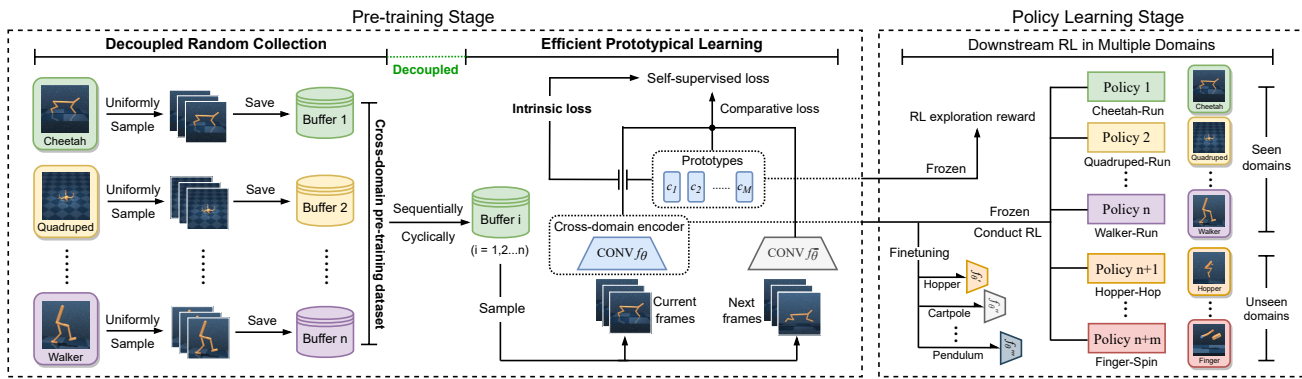 Pre-training Stage
Policy Learning Stage
Decoupled Random Collection
Decoupled
Efficient Prototypical Learning
Downstream RL in Multiple Domains
Cheetah
Uniformly
Sample
Save
Buffer 1
Quadruped
Uniformly
Sample
Save
Buffer 2
Walker
Uniformly
Sample
Save
Buffer n
Cross-domain pre-training dataset
Sequentially
Cyclically
Buffer i
(i = 1,2...n)
Sample
Self-supervised loss
Intrinsic loss
Comparative loss
Prototypes
c1 c2 ...... cM
Cross-domain encoder
CONV fθ
CONV fθ̄
Current
frames
Next
frames
RL exploration reward
Frozen
Frozen
Conduct RL
Finetuning
Hopper
f′θ
Cartpole
f″θ
Pendulum
fᵐθ
Policy 1
Cheetah-Run
Cheetah
Policy 2
Quadruped-Run
Quadruped
Policy n
Walker-Run
Walker
Seen
domains
Policy n+1
Hopper-Hop
Hopper
Policy n+m
Finger-Spin
Finger
Unseen
domains